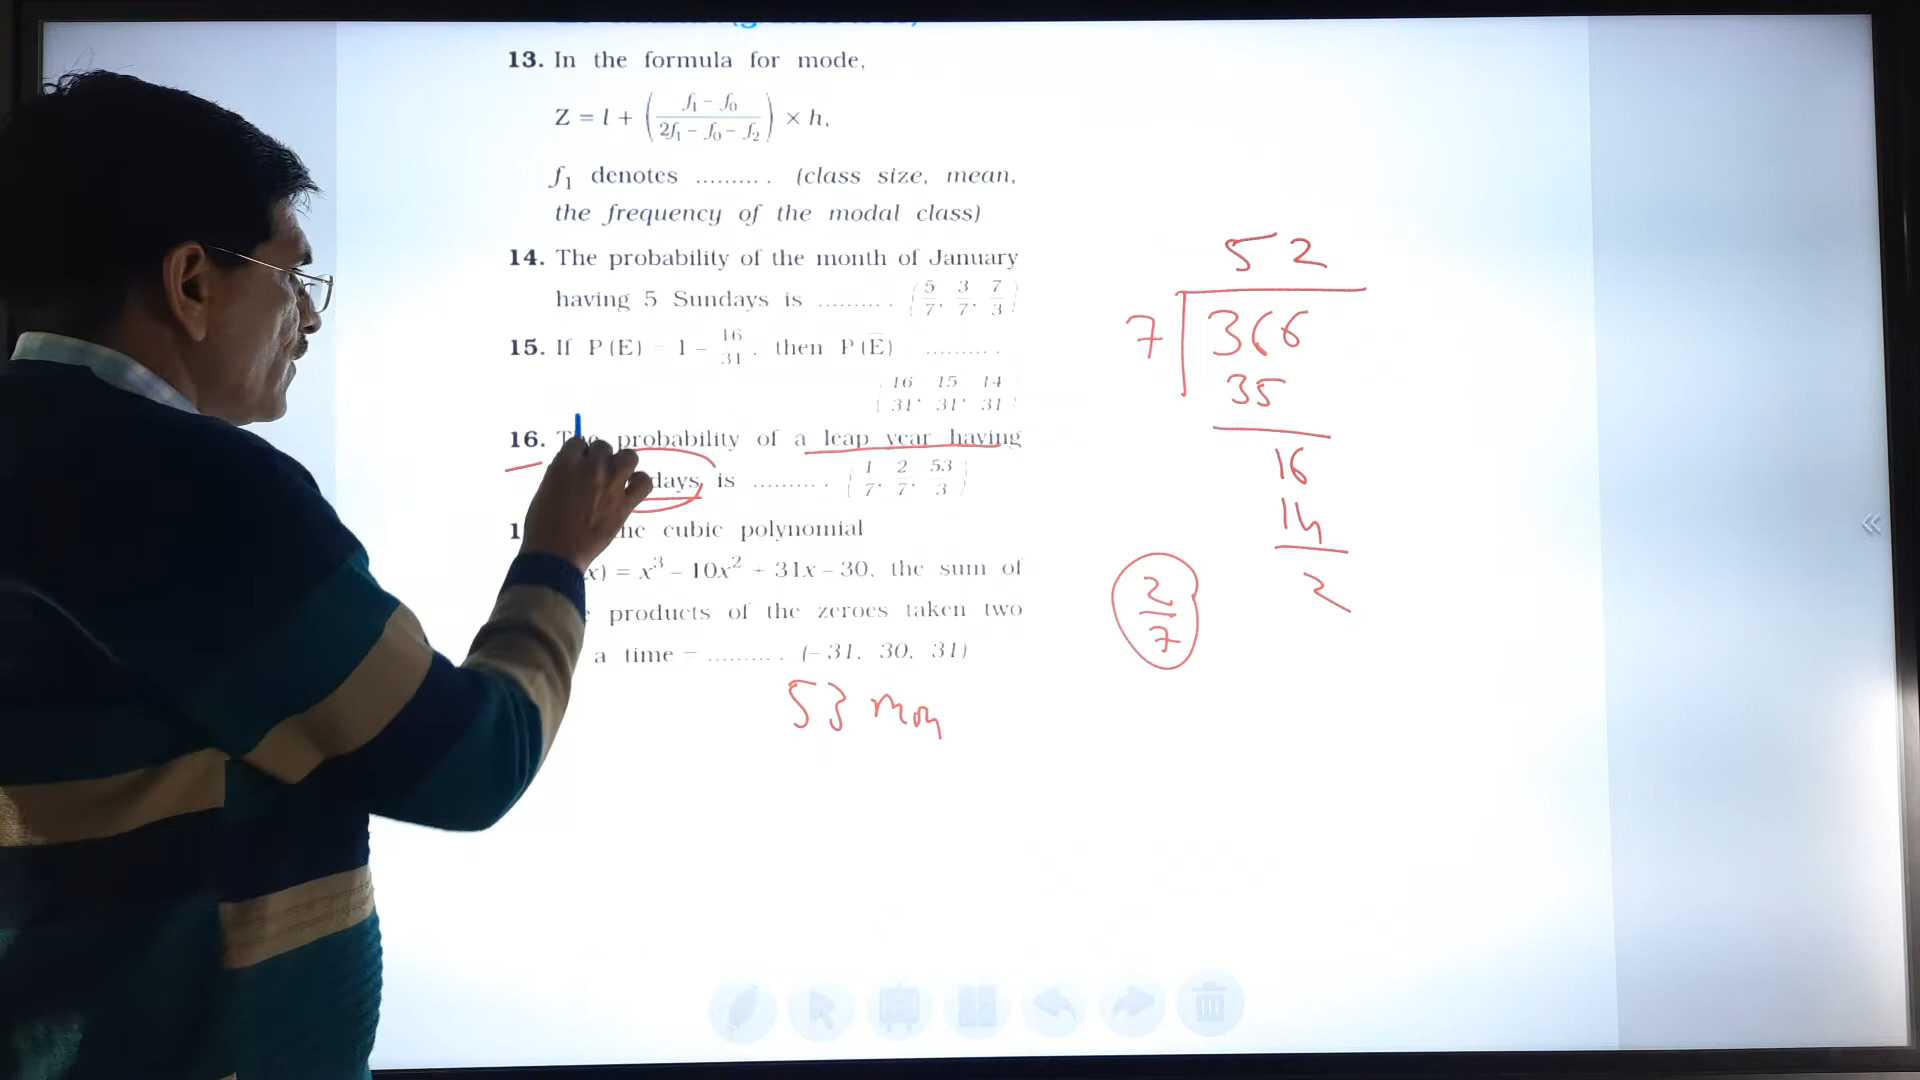 13. In the formula for mode,
Z = l + ( f₁ – f₀ / 2f₁ – f₀ – f₂ ) × h,
f₁ denotes .......... (class size, mean,
the frequency of the modal class)
14. The probability of the month of January
having 5 Sundays is .......... (5/7, 3/7, 7/3)
15. If P (E) = 1 – 16/31, then P (E̅) ..........
(16/31, 15/31, 14/31)
16. The probability of a leap year having
days is .......... (1/7, 2/7, 53/3)
cubic polynomial
x) = x³ – 10x² + 31x – 30, the sum of
products of the zeroes taken two
a time = .......... (– 31, 30, 31)
53 mon
52
7 366
35
16
14
2
2/7